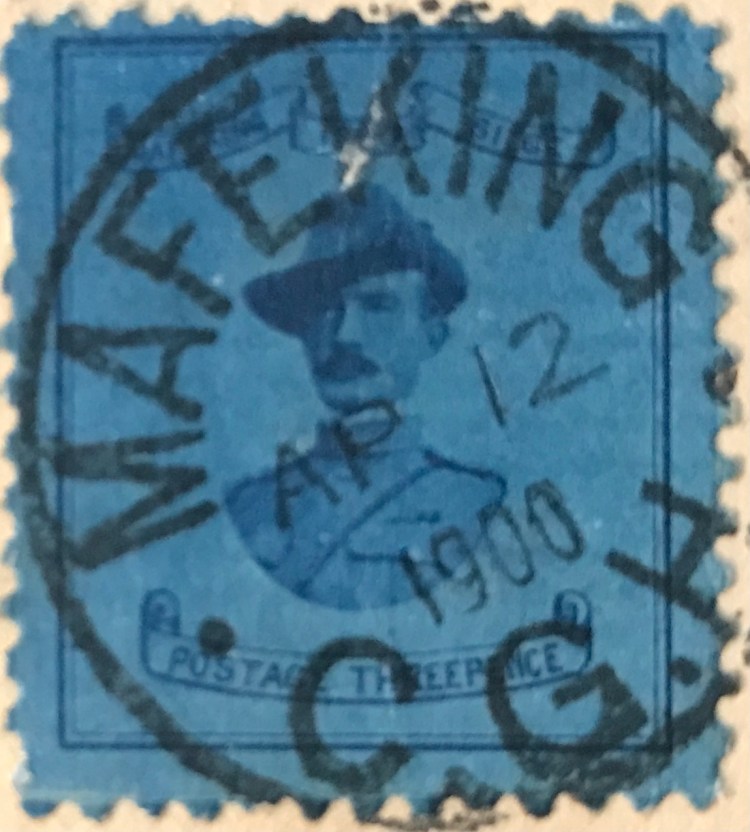 MAFEKING
AP 12
1900
C.G.H.
POSTAGE THREEPENCE